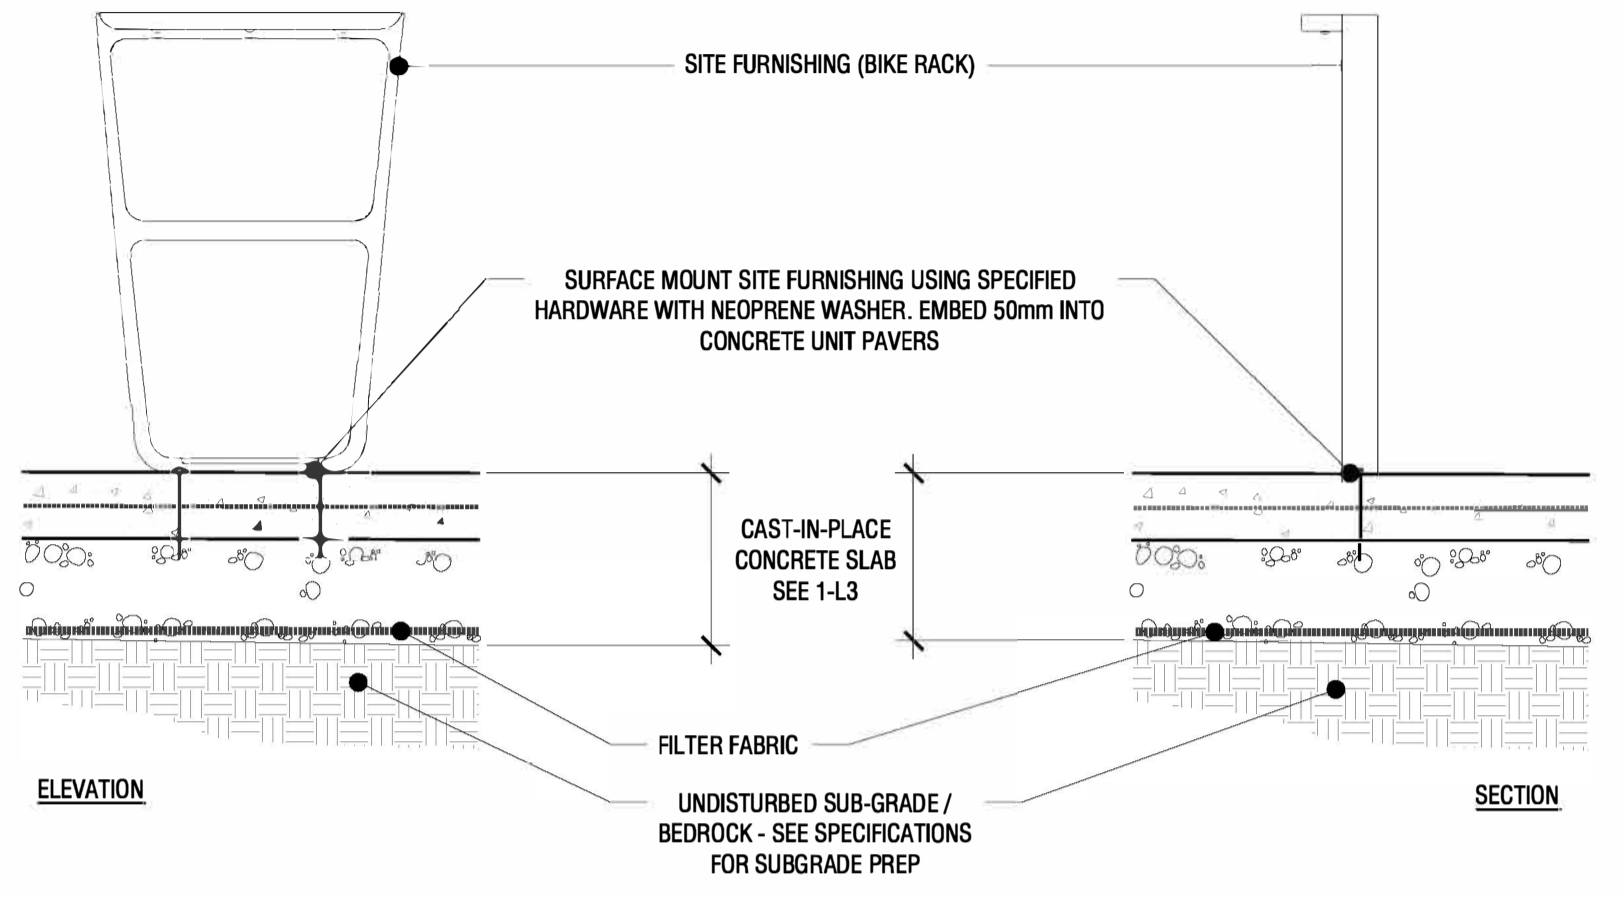 SITE FURNISHING (BIKE RACK)
SURFACE MOUNT SITE FURNISHING USING SPECIFIED
HARDWARE WITH NEOPRENE WASHER. EMBED 50mm INTO
CONCRETE UNIT PAVERS
CAST-IN-PLACE
CONCRETE SLAB
SEE 1-L3
FILTER FABRIC
UNDISTURBED SUB-GRADE /
BEDROCK - SEE SPECIFICATIONS
FOR SUBGRADE PREP
ELEVATION
SECTION